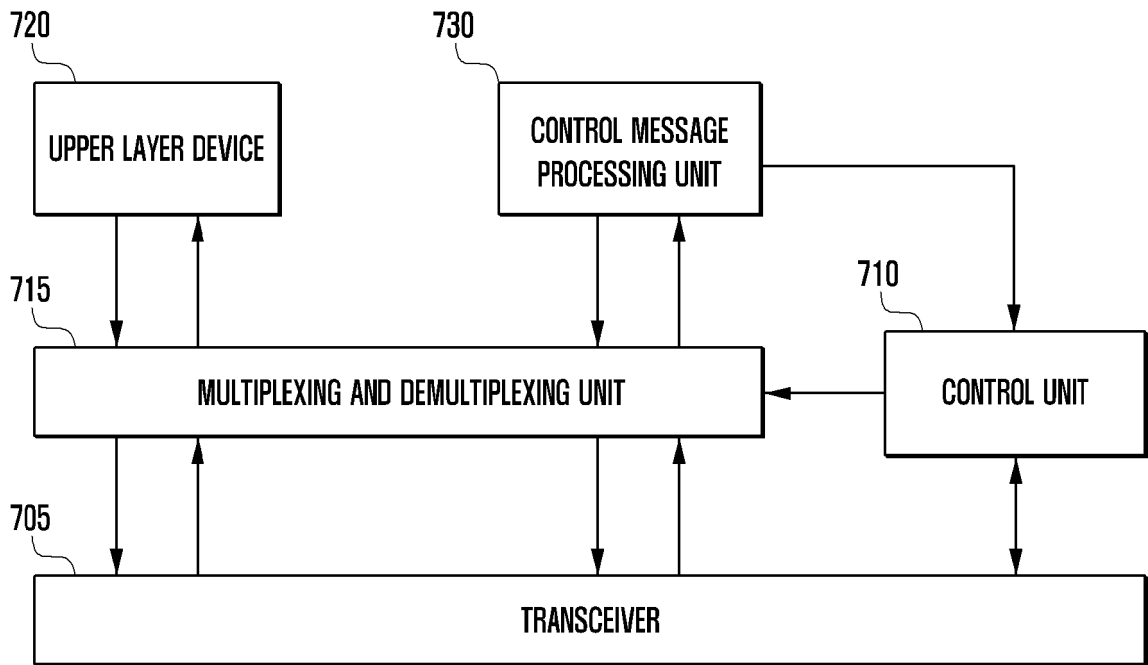 720
730
UPPER LAYER DEVICE
CONTROL MESSAGE
PROCESSING UNIT
715
710
MULTIPLEXING AND DEMULTIPLEXING UNIT
CONTROL UNIT
705
TRANSCEIVER